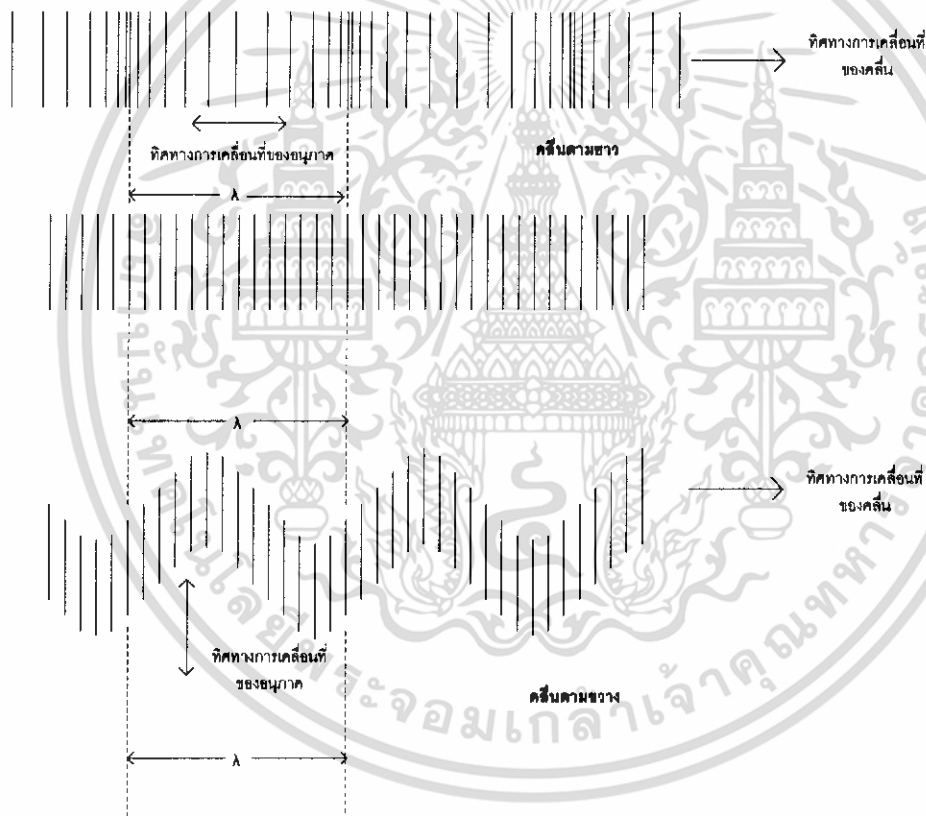 ทิศทางการเคลื่อนที่
ของคลื่น
ทิศทางการเคลื่อนที่ของอนุภาค
คลื่นตามยาว
λ
λ
ทิศทางการเคลื่อนที่
ของคลื่น
ทิศทางการเคลื่อนที่
ของอนุภาค
คลื่นตามขวาง
λ